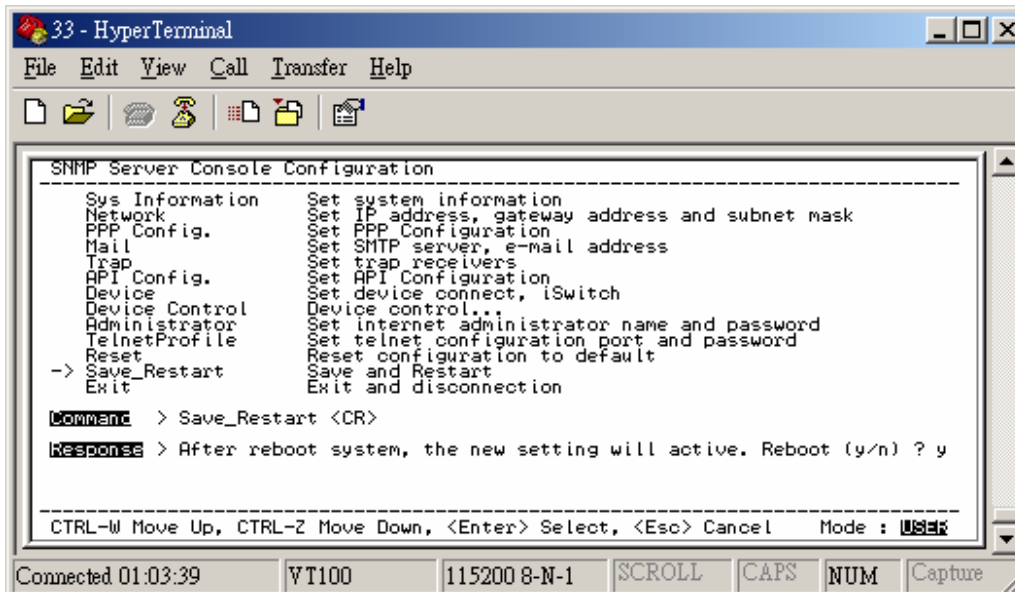 33 - HyperTerminal
File Edit View Call Transfer Help
SNMP Server Console Configuration
Sys Information Set system information
Network Set IP address, gateway address and subnet mask
PPP Config. Set PPP Configuration
Mail Set SMTP server, e-mail address
Trap Set trap receivers
API Config. Set API Configuration
Device Set device connect, iSwitch
Device Control Device control...
Administrator Set internet administrator name and password
TelnetProfile Set telnet configuration port and password
Reset Reset configuration to default
-> Save_Restart Save and Restart
Exit Exit and disconnection
Command > Save_Restart <CR>
Response > After reboot system, the new setting will active. Reboot (y/n) ? y
CTRL-W Move Up, CTRL-Z Move Down, <Enter> Select, <Esc> Cancel Mode : USER
Connected 01:03:39 VT100 115200 8-N-1 SCROLL CAPS NUM Capture